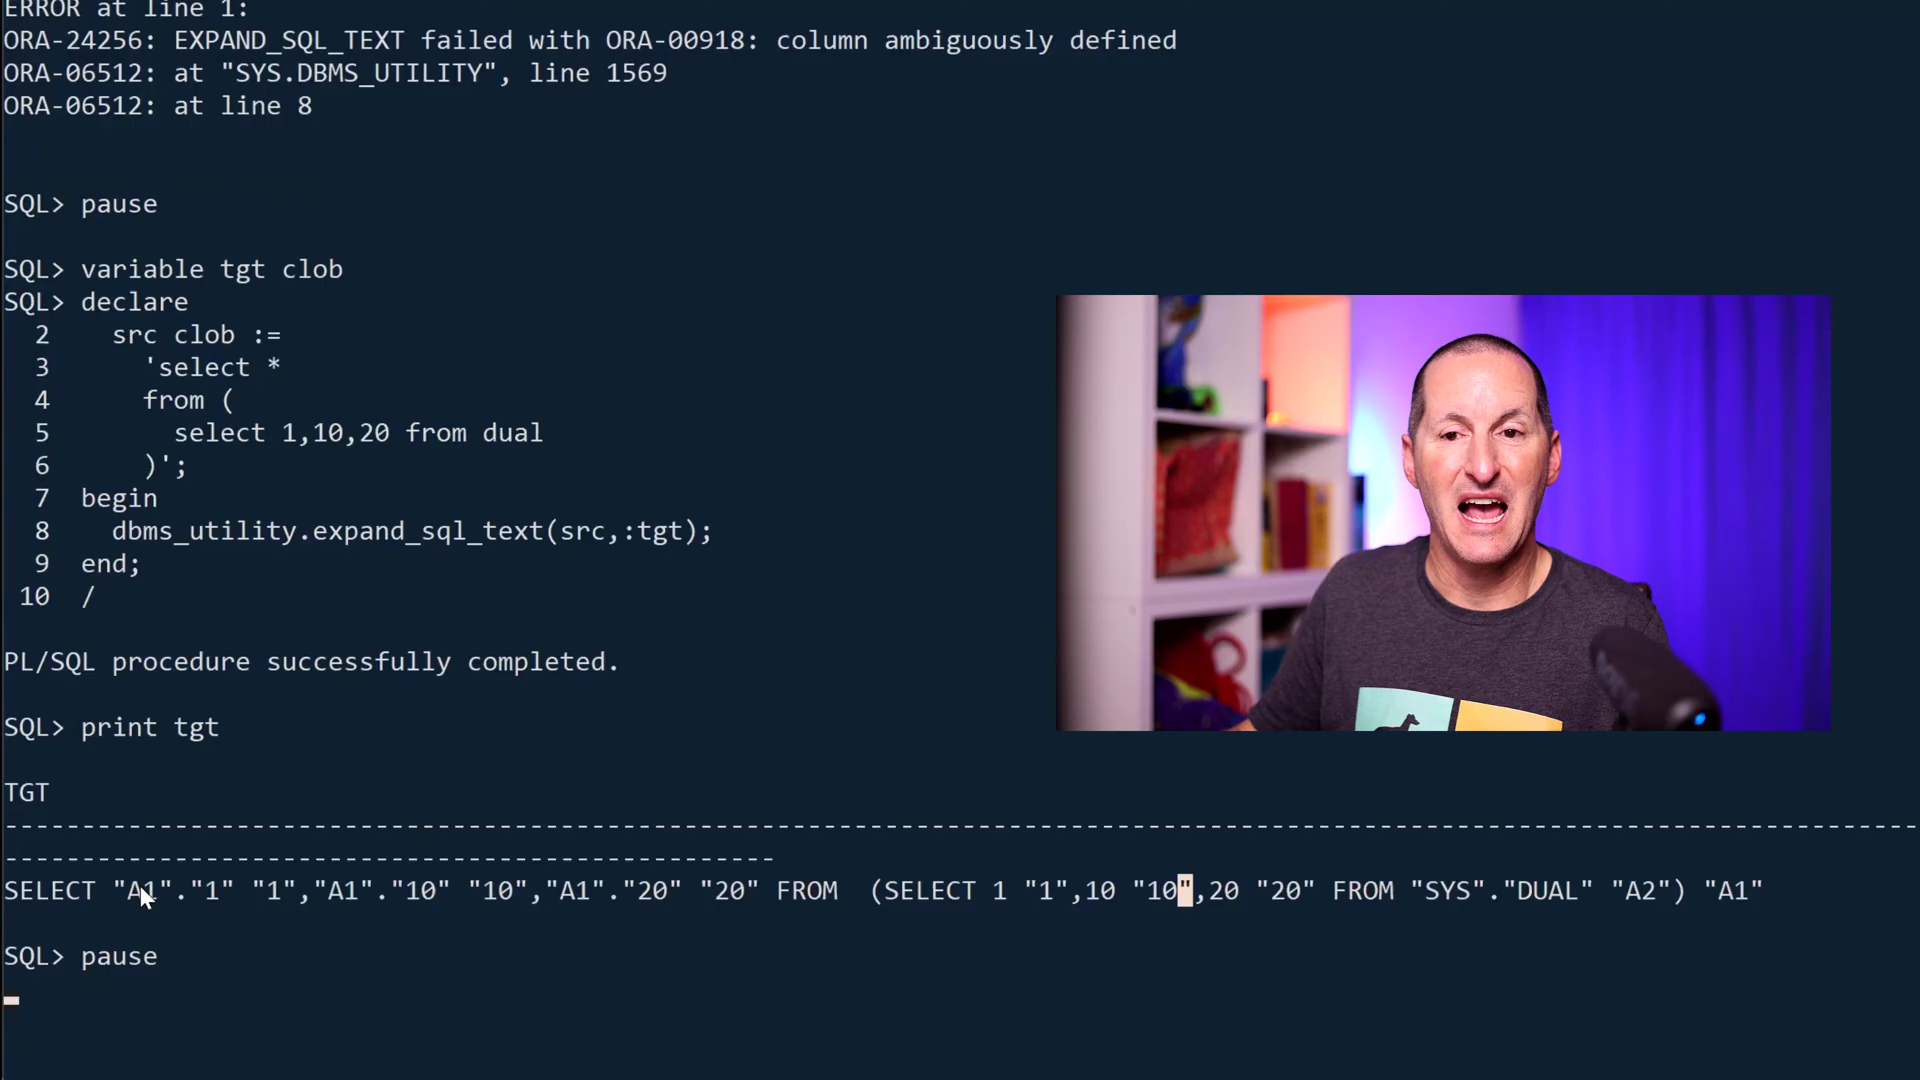 ERROR at line 1:
ORA-24256: EXPAND_SQL_TEXT failed with ORA-00918: column ambiguously defined
ORA-06512: at "SYS.DBMS_UTILITY", line 1569
ORA-06512: at line 8
SQL> pause
SQL> variable tgt clob
SQL> declare
2 src clob :=
3 'select *
4 from (
5 select 1,10,20 from dual
6 )';
7 begin
8 dbms_utility.expand_sql_text(src,:tgt);
9 end;
10 /
PL/SQL procedure successfully completed.
SQL> print tgt
TGT
--------------------------------------------------------------------------------------------------------------------------------
--------------------------------------------------
SELECT "A1"."1" "1","A1"."10" "10","A1"."20" "20" FROM  (SELECT 1 "1",10 "10",20 "20" FROM "SYS"."DUAL" "A2") "A1"
SQL> pause